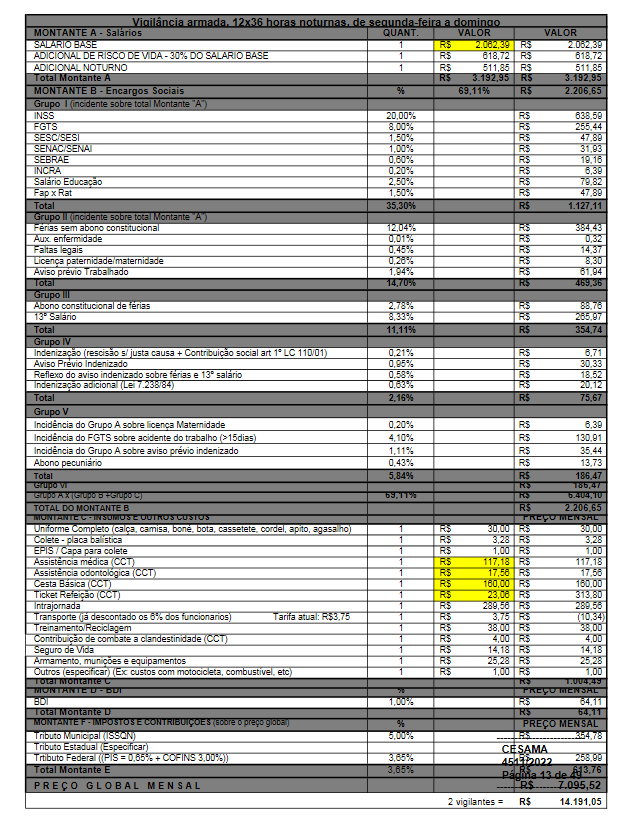 Vigilância armada, 12x36 horas noturnas, de segunda-feira a domingo
MONTANTE A - Salários QUANT. VALOR VALOR
SALÁRIO BASE 1 R$ 2.062,39 R$ 2.062,39
ADICIONAL DE RISCO DE VIDA - 30% DO SALARIO BASE 1 R$ 618,72 R$ 618,72
ADICIONAL NOTURNO 1 R$ 511,85 R$ 511,85
Total Montante A R$ 3.192,95 R$ 3.192,95
MONTANTE B - Encargos Sociais % 69,11% R$ 2.206,65
Grupo I (incidente sobre total Montante "A")
INSS 20,00% R$ 638,59
FGTS 8,00% R$ 255,44
SESC/SESI 1,50% R$ 47,89
SENAC/SENAI 1,00% R$ 31,93
SEBRAE 0,60% R$ 19,16
INCRA 0,20% R$ 6,39
Salário Educação 2,50% R$ 79,82
Fap x Rat 1,50% R$ 47,89
Total 35,30% R$ 1.127,11
Grupo II (incidente sobre total Montante "A")
Férias sem abono constitucional 12,04% R$ 384,43
Aux. enfermidade 0,01% R$ 0,32
Faltas legais 0,45% R$ 14,37
Licença paternidade/maternidade 0,26% R$ 8,30
Aviso prévio Trabalhado 1,94% R$ 61,94
Total 14,70% R$ 469,36
Grupo III
Abono constitucional de férias 2,78% R$ 88,76
13º Salário 8,33% R$ 265,97
Total 11,11% R$ 354,74
Grupo IV
Indenização (rescisão s/ justa causa + Contribuição social art 1º LC 110/01) 0,21% R$ 6,71
Aviso Prévio Indenizado 0,95% R$ 30,33
Reflexo do aviso indenizado sobre férias e 13º salário 0,58% R$ 18,52
Indenização adicional (Lei 7.238/84) 0,63% R$ 20,12
Total 2,16% R$ 75,67
Grupo V
Incidência do Grupo A sobre licença Maternidade 0,20% R$ 6,39
Incidência do FGTS sobre acidente do trabalho (>15dias) 4,10% R$ 130,91
Incidência do Grupo A sobre aviso prévio indenizado 1,11% R$ 35,44
Abono pecuniário 0,43% R$ 13,73
Total 5,84% R$ 186,47
Grupo VI R$ 186,47
Grupo A x (Grupo B +Grupo C) 69,11% R$ 6.404,10
TOTAL DO MONTANTE B R$ 2.206,65
MONTANTE C - INSUMOS E OUTROS CUSTOS PREÇO MENSAL
Uniforme Completo (calça, camisa, boné, bota, cassetete, cordel, apito, agasalho) 1 R$ 30,00 R$ 30,00
Colete - placa balística 1 R$ 3,28 R$ 3,28
EPIS / Capa para colete 1 R$ 1,00 R$ 1,00
Assistência médica (CCT) 1 R$ 117,18 R$ 117,18
Assistência odontológica (CCT) 1 R$ 17,56 R$ 17,56
Cesta Básica (CCT) 1 R$ 160,00 R$ 160,00
Ticket Refeição (CCT) 1 R$ 23,06 R$ 313,80
Intrajornada 1 R$ 289,56 R$ 289,56
Transporte (já descontado os 6% dos funcionarios) Tarifa atual: R$3,75 1 R$ 3,75 R$ (10,34)
Treinamento/Reciclagem 1 R$ 38,00 R$ 38,00
Contribuição de combate a clandestinidade (CCT) 1 R$ 4,00 R$ 4,00
Seguro de Vida 1 R$ 14,18 R$ 14,18
Armamento, munições e equipamentos 1 R$ 25,28 R$ 25,28
Outros (especificar) (Ex: custos com motocicleta, combustivel, etc) 1 R$ 1,00 R$ 1,00
Total Montante C R$ 1.004,49
MONTANTE D - BDI % PREÇO MENSAL
BDI 1,00% R$ 64,11
Total Montante D R$ 64,11
MONTANTE F - IMPOSTOS E CONTRIBUIÇÕES (sobre o preço global) % PREÇO MENSAL
Tributo Municipal (ISSQN) 5,00% R$ 354,78
Tributo Estadual (Especificar)
Trtibuto Federal ((PIS = 0,65% + COFINS 3,00%)) 3,65% R$ 258,99
Total Montante E 3,65% R$ 613,76
CESAMA
4511/2022
Página 13 de 49
PREÇO GLOBAL MENSAL R$ 7.095,52
2 vigilantes = R$ 14.191,05